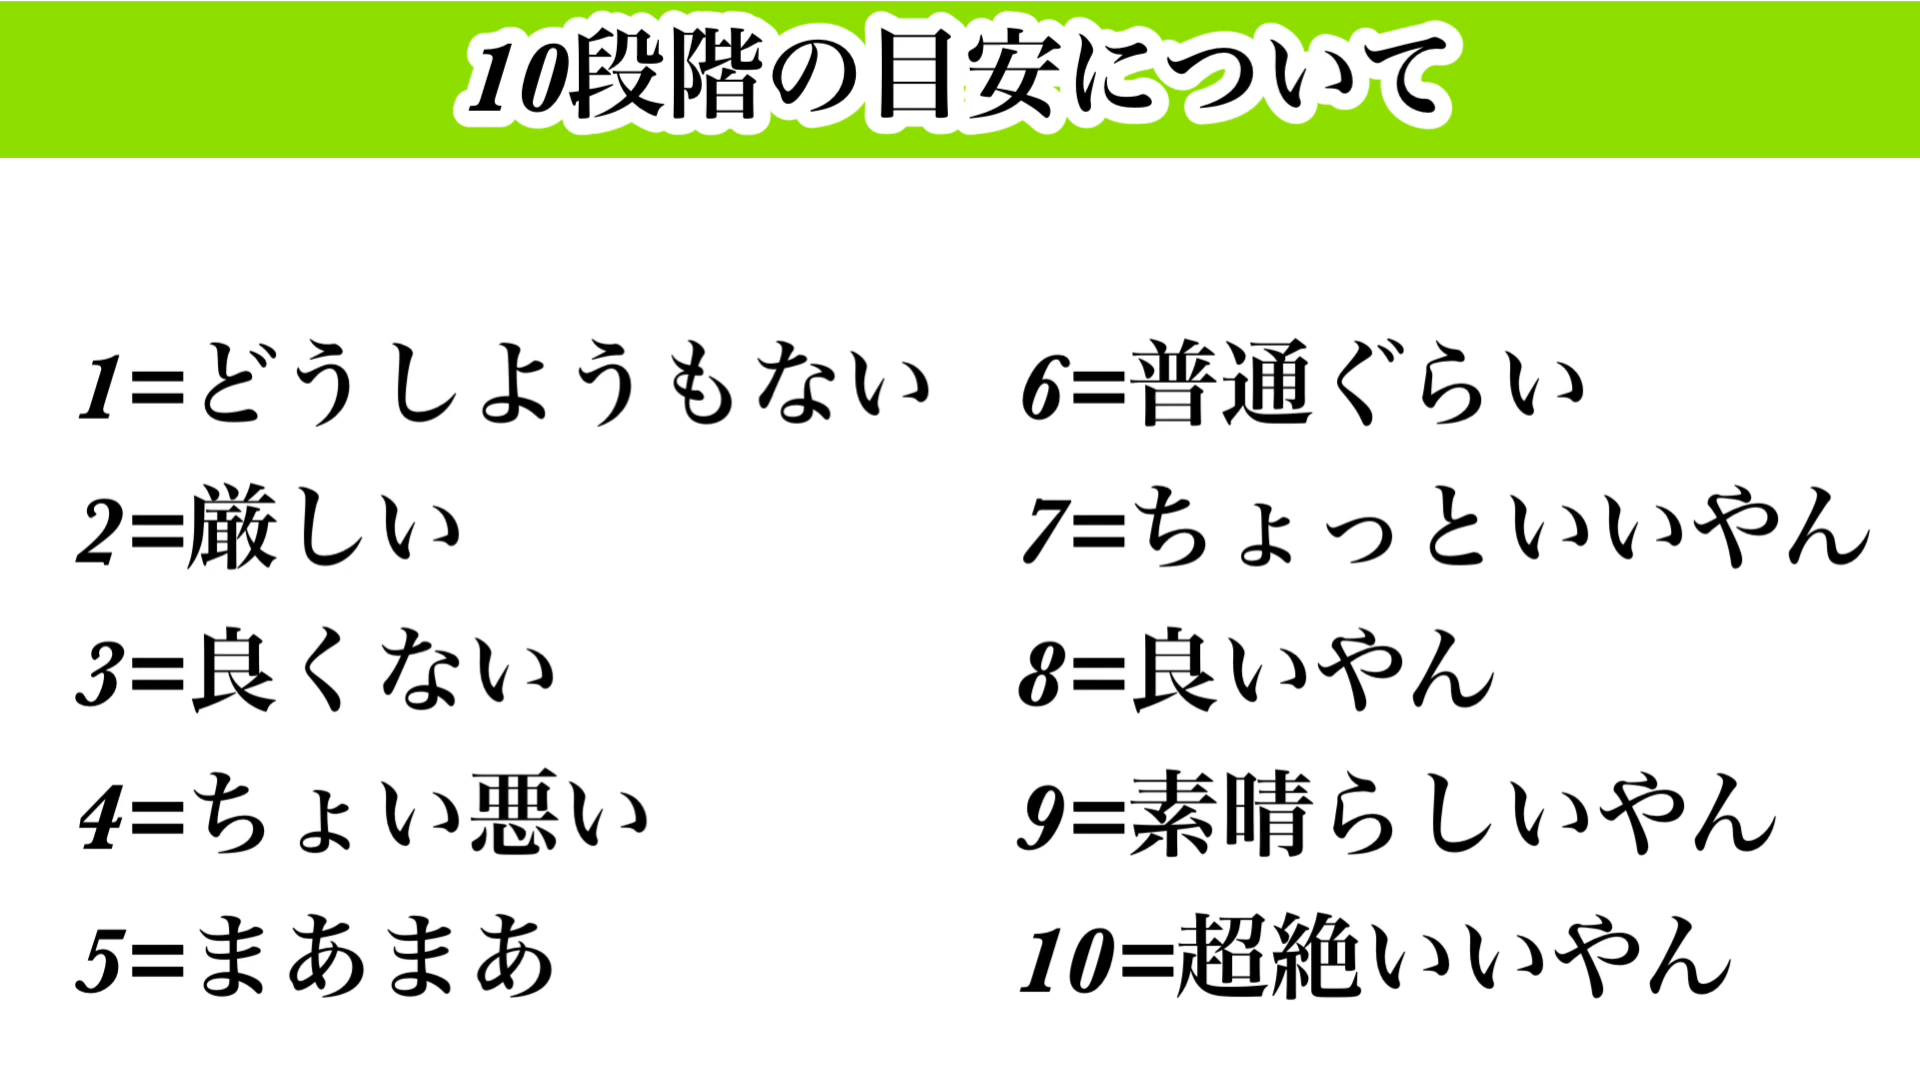 10段階の目安について
1=どうしようもない
2=厳しい
3=良くない
4=ちょい悪い
5=まあまあ
6=普通ぐらい
7=ちょっといいやん
8=良いやん
9=素晴らしいやん
10=超絶いいやん